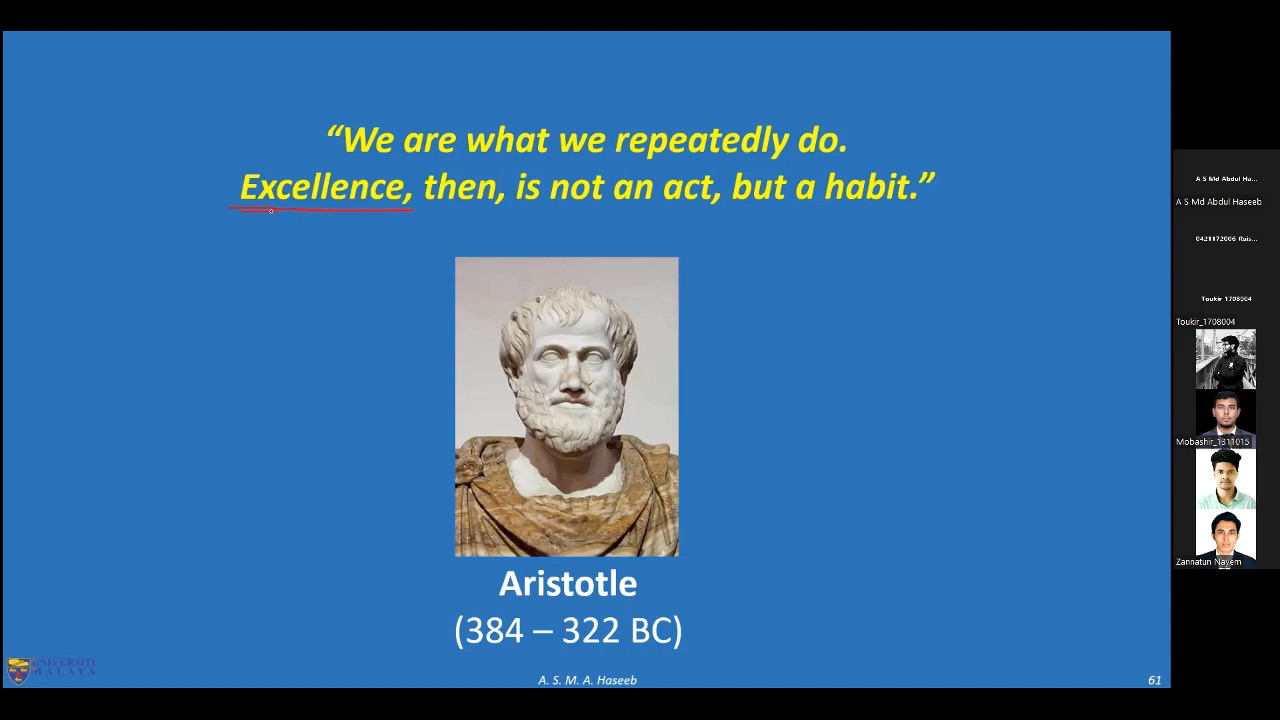 “We are what we repeatedly do.
Excellence, then, is not an act, but a habit.”
Aristotle
(384 – 322 BC)
UNIVERSITI
MALAYA
A. S. M. A. Haseeb
61
A S Md Abdul Ha...
A S Md Abdul Haseeb
0421172006 Rais...
Toukir 1708004
Toukir_1708004
Mobashir_1811015
Zannatun Nayem